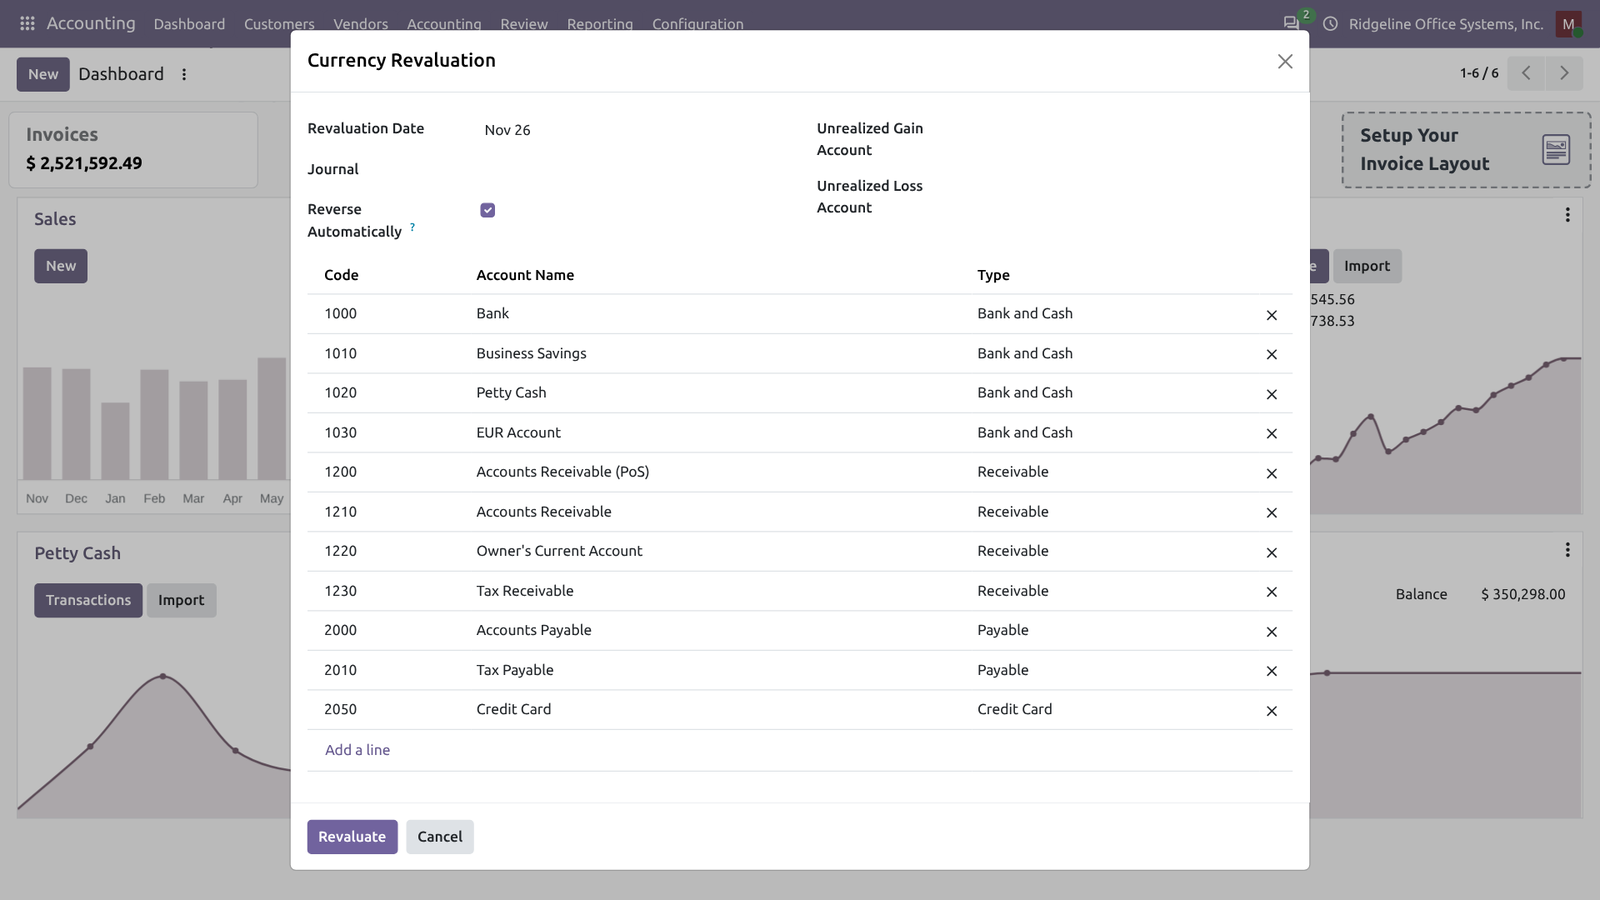 Accounting Dashboard Customers Vendors Accounting Review Reporting Configuration 2 Ridgeline Office Systems, Inc. M
New Dashboard 1-6 / 6
Invoices
$ 2,521,592.49
Setup Your
Invoice Layout
Sales
New
Nov Dec Jan Feb Mar Apr May
Petty Cash
Transactions Import
Import
545.56
738.53
Balance $ 350,298.00
Currency Revaluation
Revaluation Date Nov 26
Journal
Reverse
Automatically ?
Unrealized Gain
Account
Unrealized Loss
Account
Code Account Name Type
1000 Bank Bank and Cash
1010 Business Savings Bank and Cash
1020 Petty Cash Bank and Cash
1030 EUR Account Bank and Cash
1200 Accounts Receivable (PoS) Receivable
1210 Accounts Receivable Receivable
1220 Owner's Current Account Receivable
1230 Tax Receivable Receivable
2000 Accounts Payable Payable
2010 Tax Payable Payable
2050 Credit Card Credit Card
Add a line
Revaluate Cancel